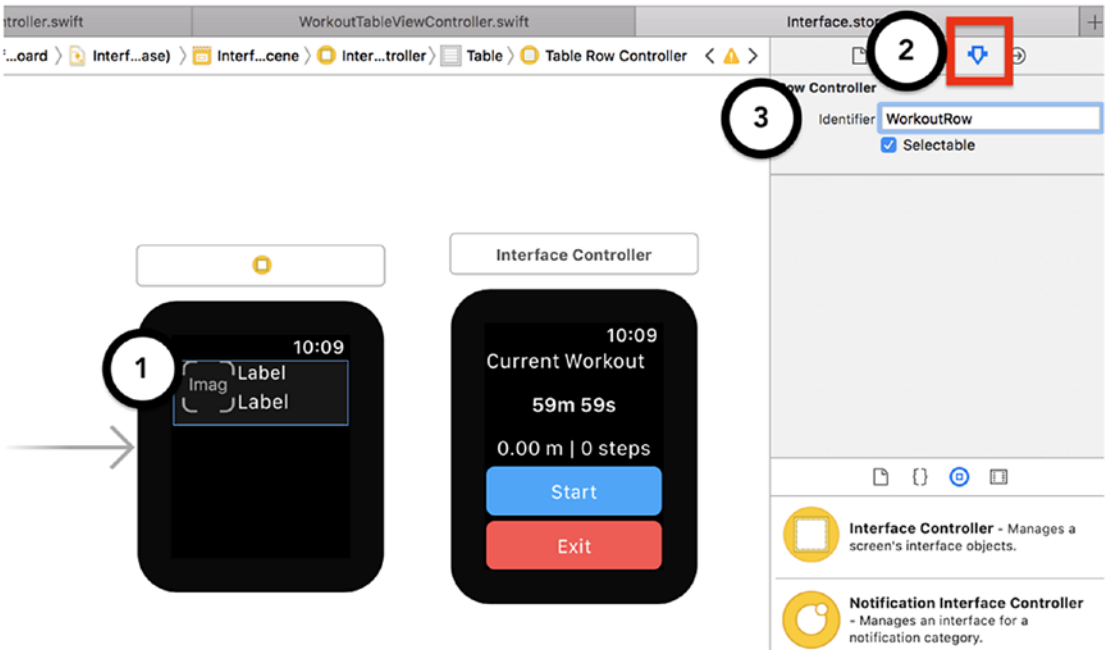 ntroller.swift
WorkoutTableViewController.swift
Interface.stor
...oard
Interf...ase)
Interf...cene
Inter...troller
Table
Table Row Controller
2
ow Controller
3
Identifier
WorkoutRow
Selectable
Interface Controller
1
10:09
Imag
Label
Label
10:09
Current Workout
59m 59s
0.00 m | 0 steps
Start
Exit
{}
Interface Controller - Manages a
screen's interface objects.
Notification Interface Controller
- Manages an interface for a
notification category.